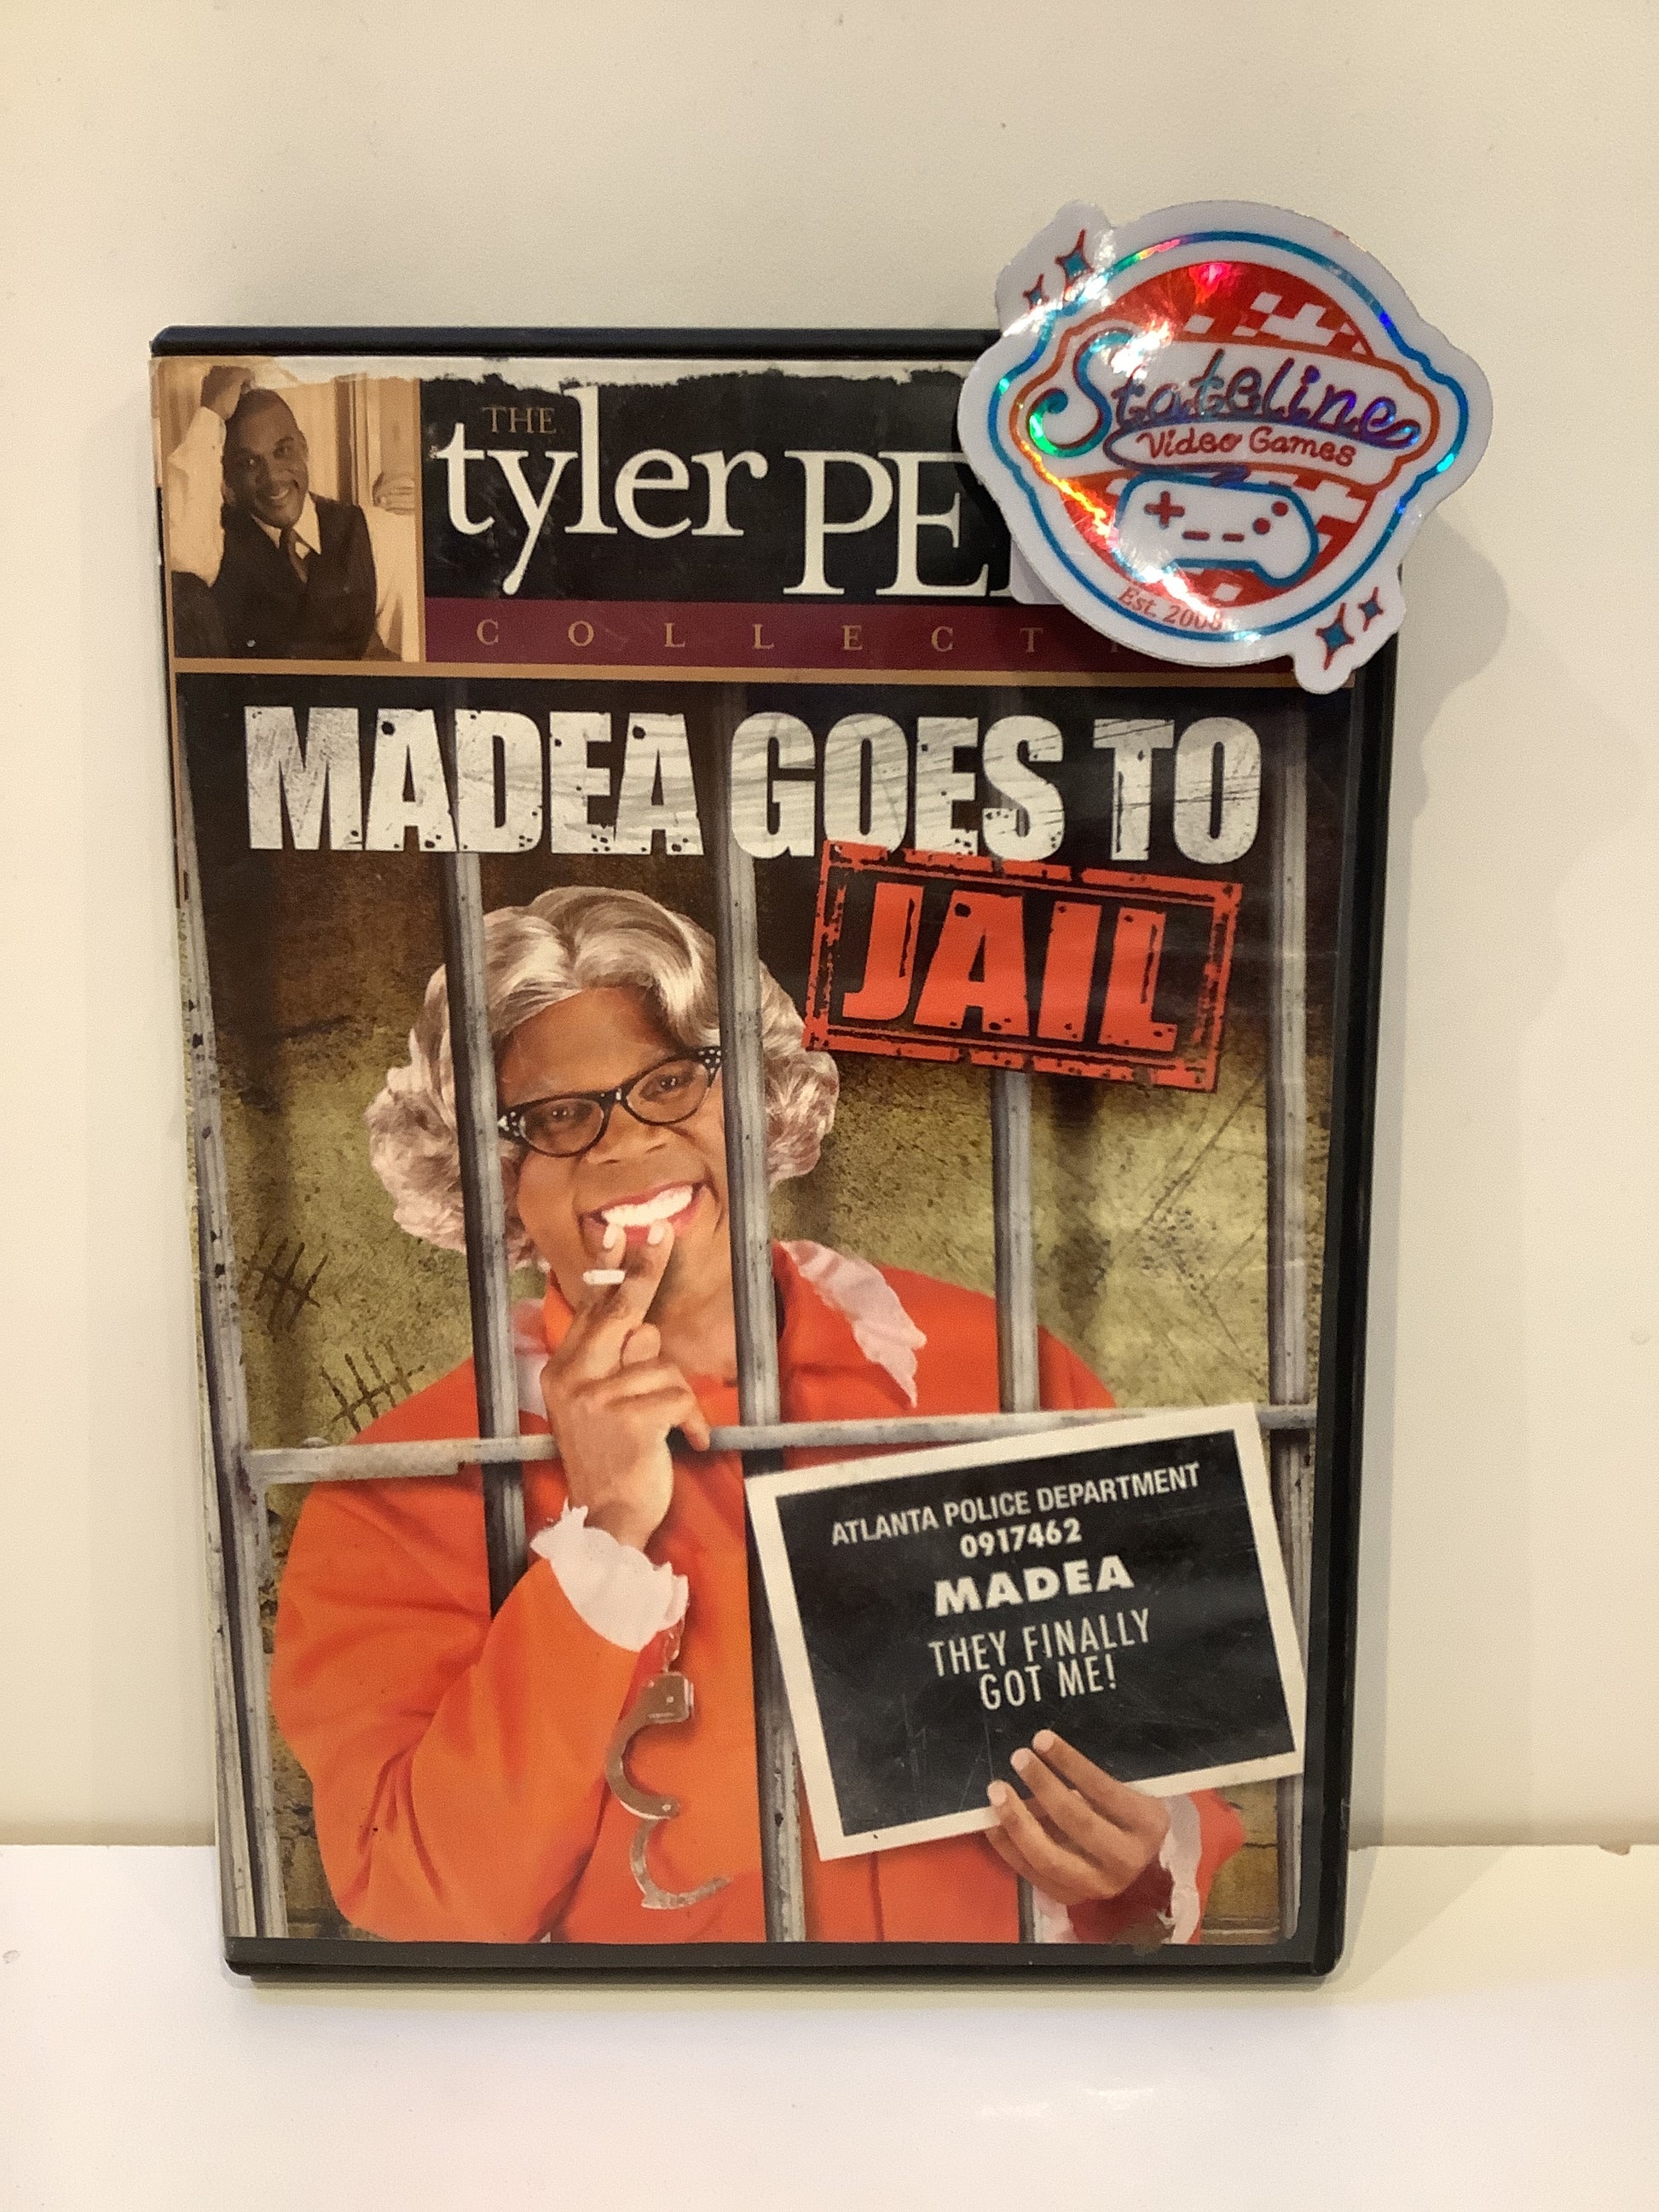 THE
tyler PE
COLLECT
Stateline
Video Games
Est. 2008
MADEA GOES TO
JAIL
ATLANTA POLICE DEPARTMENT
0917462
MADEA
THEY FINALLY
GOT ME!